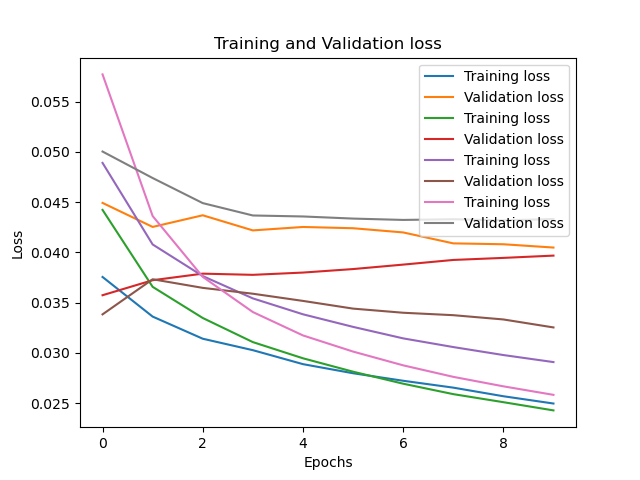 Training and Validation loss
Training loss
Validation loss
Training loss
Validation loss
Training loss
Validation loss
Training loss
Validation loss
0.055
0.050
0.045
0.040
0.035
0.030
0.025
Loss
0 2 4 6 8
Epochs